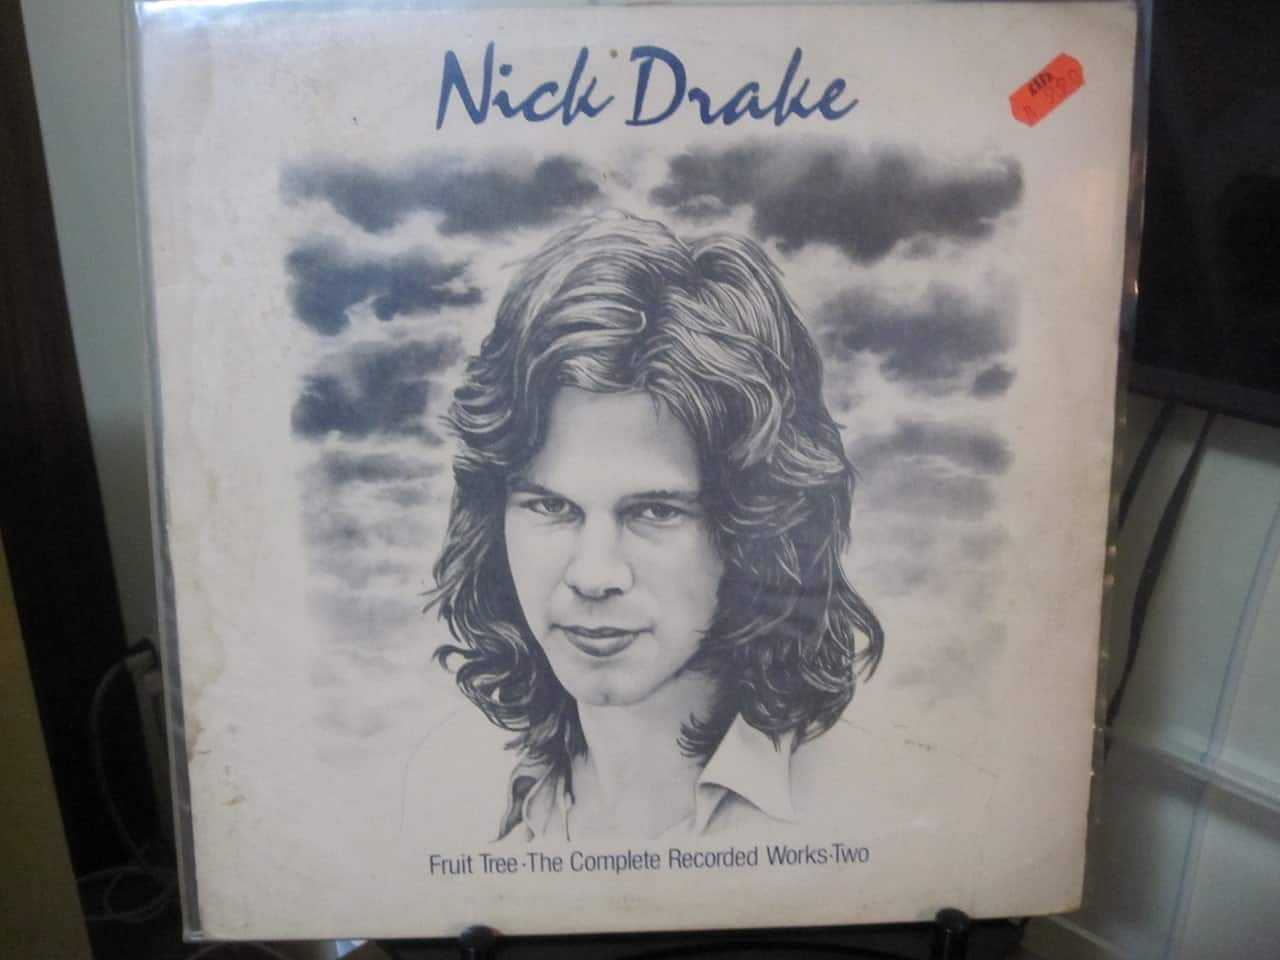 Nick Drake
Fruit Tree·The Complete Recorded Works·Two